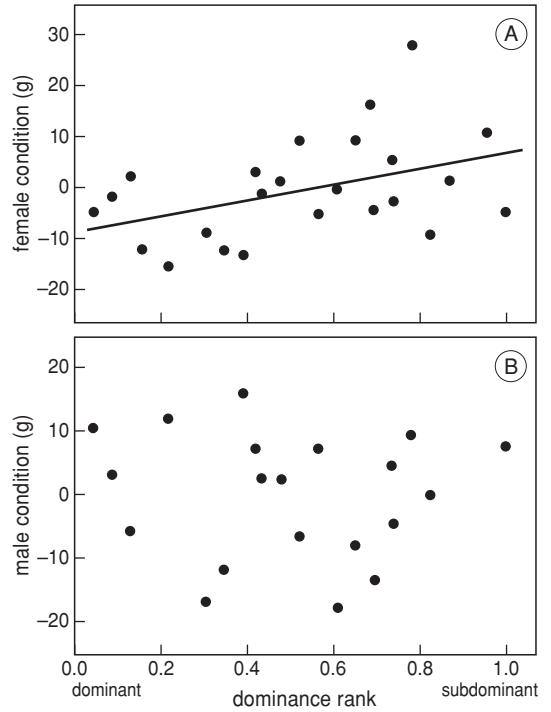 A
female condition (g)
30
20
10
0
−10
−20
B
male condition (g)
20
10
0
−10
−20
0.0 0.2 0.4 0.6 0.8 1.0
dominant subdominant
dominance rank